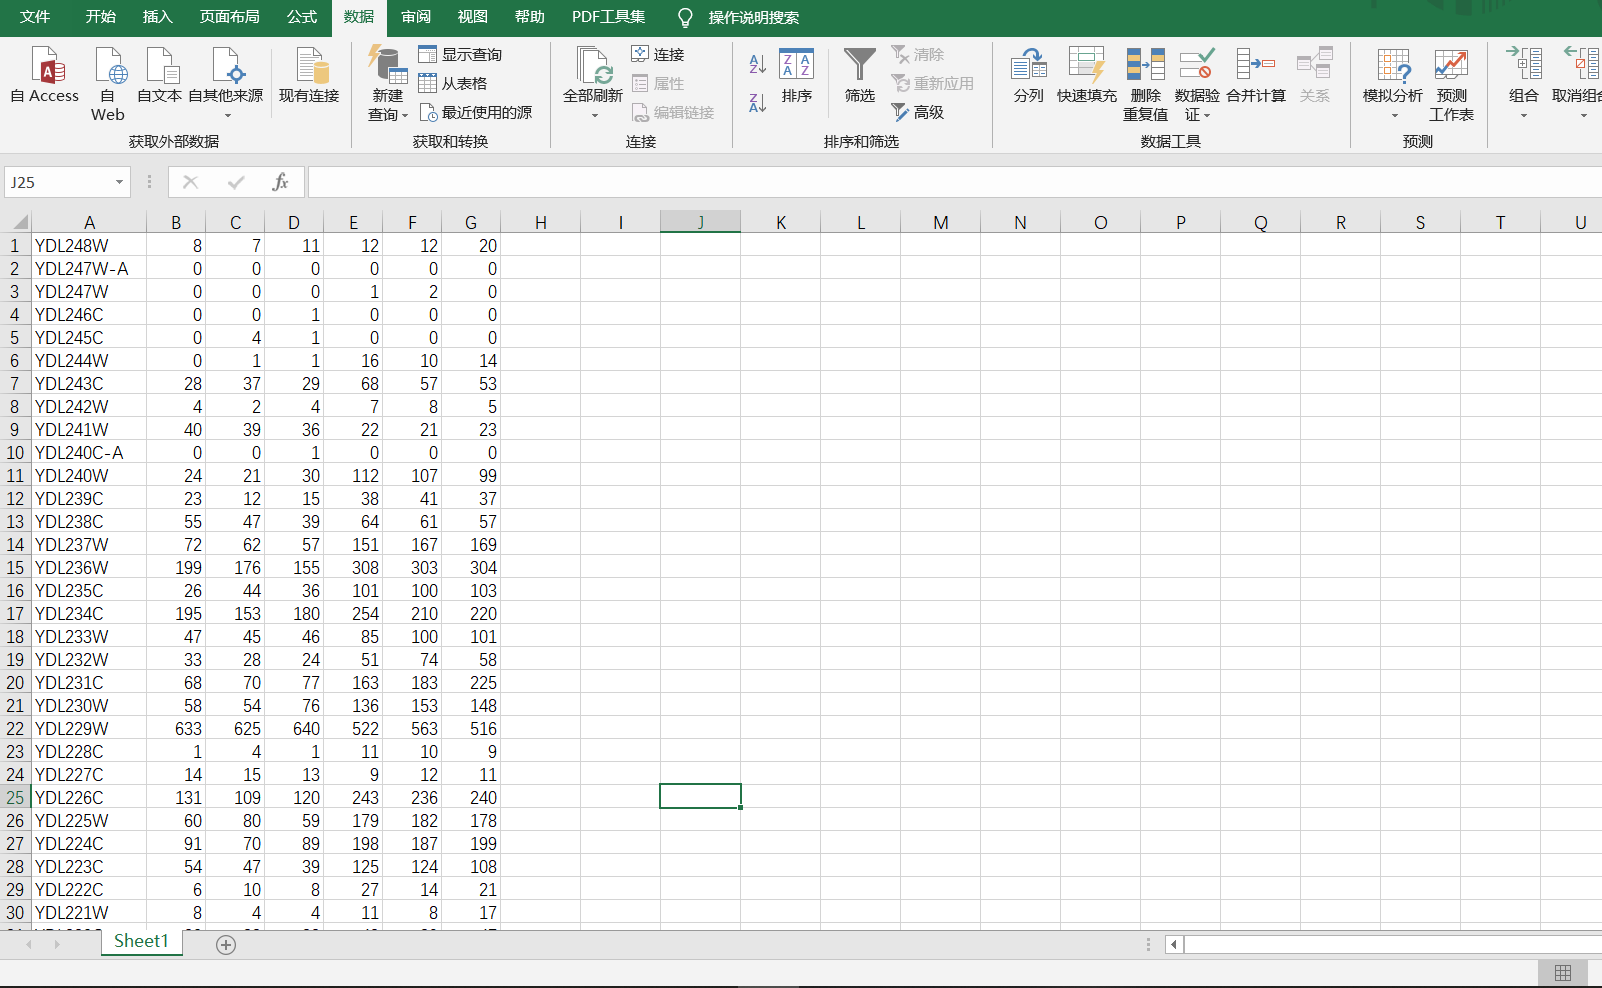 文件 开始 插入 页面布局 公式 数据 审阅 视图 帮助 PDF工具集 操作说明搜索
自 Access 自 Web 自文本 自其他来源 现有连接 新建 查询 显示查询 从表格 最近使用的源 全部刷新 连接 属性 编辑链接 排序 筛选 清除 重新应用 高级 分列 快速填充 删除 重复值 数据验 证 合并计算 关系 模拟分析 预测 工作表 组合 取消组合
获取外部数据 获取和转换 连接 排序和筛选 数据工具 预测
J25 fx
A B C D E F G H I J K L M N O P Q R S T U
1 YDL248W 8 7 11 12 12 20
2 YDL247W-A 0 0 0 0 0 0
3 YDL247W 0 0 0 1 2 0
4 YDL246C 0 0 1 0 0 0
5 YDL245C 0 4 1 0 0 0
6 YDL244W 0 1 1 16 10 14
7 YDL243C 28 37 29 68 57 53
8 YDL242W 4 2 4 7 8 5
9 YDL241W 40 39 36 22 21 23
10 YDL240C-A 0 0 1 0 0 0
11 YDL240W 24 21 30 112 107 99
12 YDL239C 23 12 15 38 41 37
13 YDL238C 55 47 39 64 61 57
14 YDL237W 72 62 57 151 167 169
15 YDL236W 199 176 155 308 303 304
16 YDL235C 26 44 36 101 100 103
17 YDL234C 195 153 180 254 210 220
18 YDL233W 47 45 46 85 100 101
19 YDL232W 33 28 24 51 74 58
20 YDL231C 68 70 77 163 183 225
21 YDL230W 58 54 76 136 153 148
22 YDL229W 633 625 640 522 563 516
23 YDL228C 1 4 1 11 10 9
24 YDL227C 14 15 13 9 12 11
25 YDL226C 131 109 120 243 236 240
26 YDL225W 60 80 59 179 182 178
27 YDL224C 91 70 89 198 187 199
28 YDL223C 54 47 39 125 124 108
29 YDL222C 6 10 8 27 14 21
30 YDL221W 8 4 4 11 8 17
Sheet1